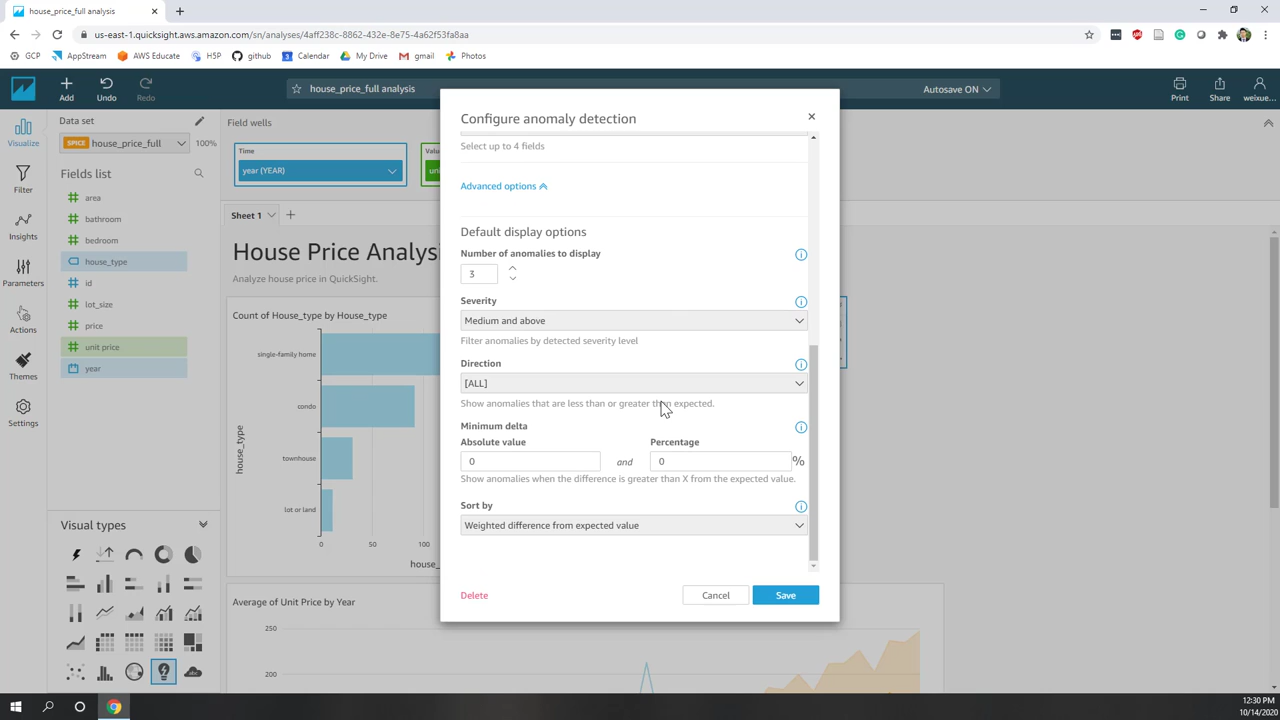 house_price_full analysis
us-east-1.quicksight.aws.amazon.com/sn/analyses/4aff238c-8862-432e-8e75-4a62f53fa8aa
GCP
AppStream
AWS Educate
H5P
github
Calendar
My Drive
gmail
Photos
Add
Undo
Redo
house_price_full analysis
Autosave ON
Print
Share
weixue...
Visualize
Filter
Insights
Parameters
Actions
Themes
Settings
Data set
SPICE house_price_full
100%
Fields list
area
bathroom
bedroom
house_type
id
lot_size
price
unit price
year
Visual types
Field wells
Time
year (YEAR)
Sheet 1
House Price Analysi
Analyze house price in QuickSight.
Count of House_type by House_type
house_type
single-family home
condo
townhouse
lot or land
0 50 100
house_
Average of Unit Price by Year
250
200
Configure anomaly detection
Select up to 4 fields
Advanced options
Default display options
Number of anomalies to display
3
Severity
Medium and above
Filter anomalies by detected severity level
Direction
[ALL]
Show anomalies that are less than or greater than expected.
Minimum delta
Absolute value Percentage
0 and 0 %
Show anomalies when the difference is greater than X from the expected value.
Sort by
Weighted difference from expected value
Delete
Cancel
Save
12:30 PM
10/14/2020